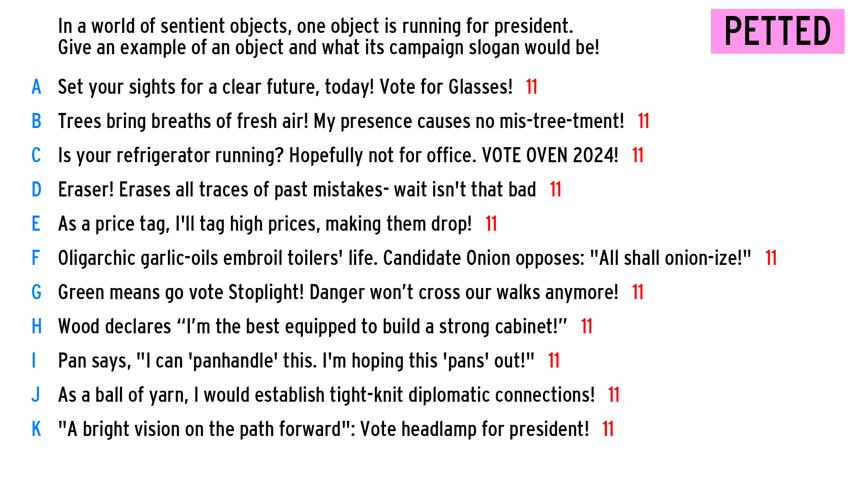 In a world of sentient objects, one object is running for president.
Give an example of an object and what its campaign slogan would be!
PETTED
A Set your sights for a clear future, today! Vote for Glasses! 11
B Trees bring breaths of fresh air! My presence causes no mis-tree-tment! 11
C Is your refrigerator running? Hopefully not for office. VOTE OVEN 2024! 11
D Eraser! Erases all traces of past mistakes- wait isn't that bad 11
E As a price tag, I'll tag high prices, making them drop! 11
F Oligarchic garlic-oils embroil toilers' life. Candidate Onion opposes: "All shall onion-ize!" 11
G Green means go vote Stoplight! Danger won’t cross our walks anymore! 11
H Wood declares “I’m the best equipped to build a strong cabinet!” 11
I Pan says, "I can 'panhandle' this. I'm hoping this 'pans' out!" 11
J As a ball of yarn, I would establish tight-knit diplomatic connections! 11
K "A bright vision on the path forward": Vote headlamp for president! 11